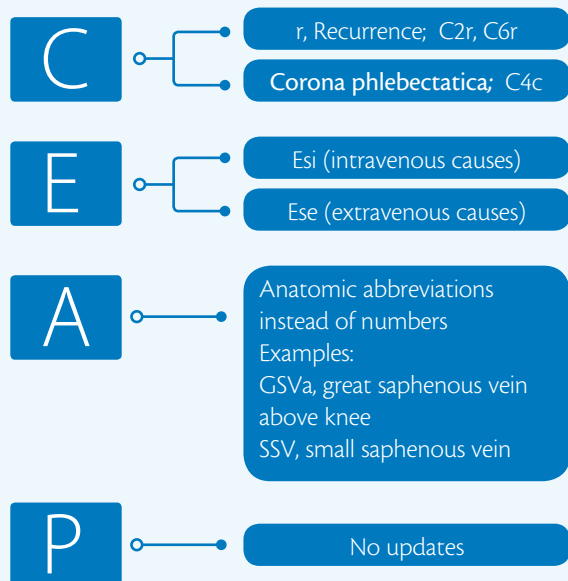 C
r, Recurrence; C2r, C6r
Corona phlebectatica; C4c
E
Esi (intravenous causes)
Ese (extravenous causes)
A
Anatomic abbreviations
instead of numbers
Examples:
GSVa, great saphenous vein
above knee
SSV, small saphenous vein
P
No updates